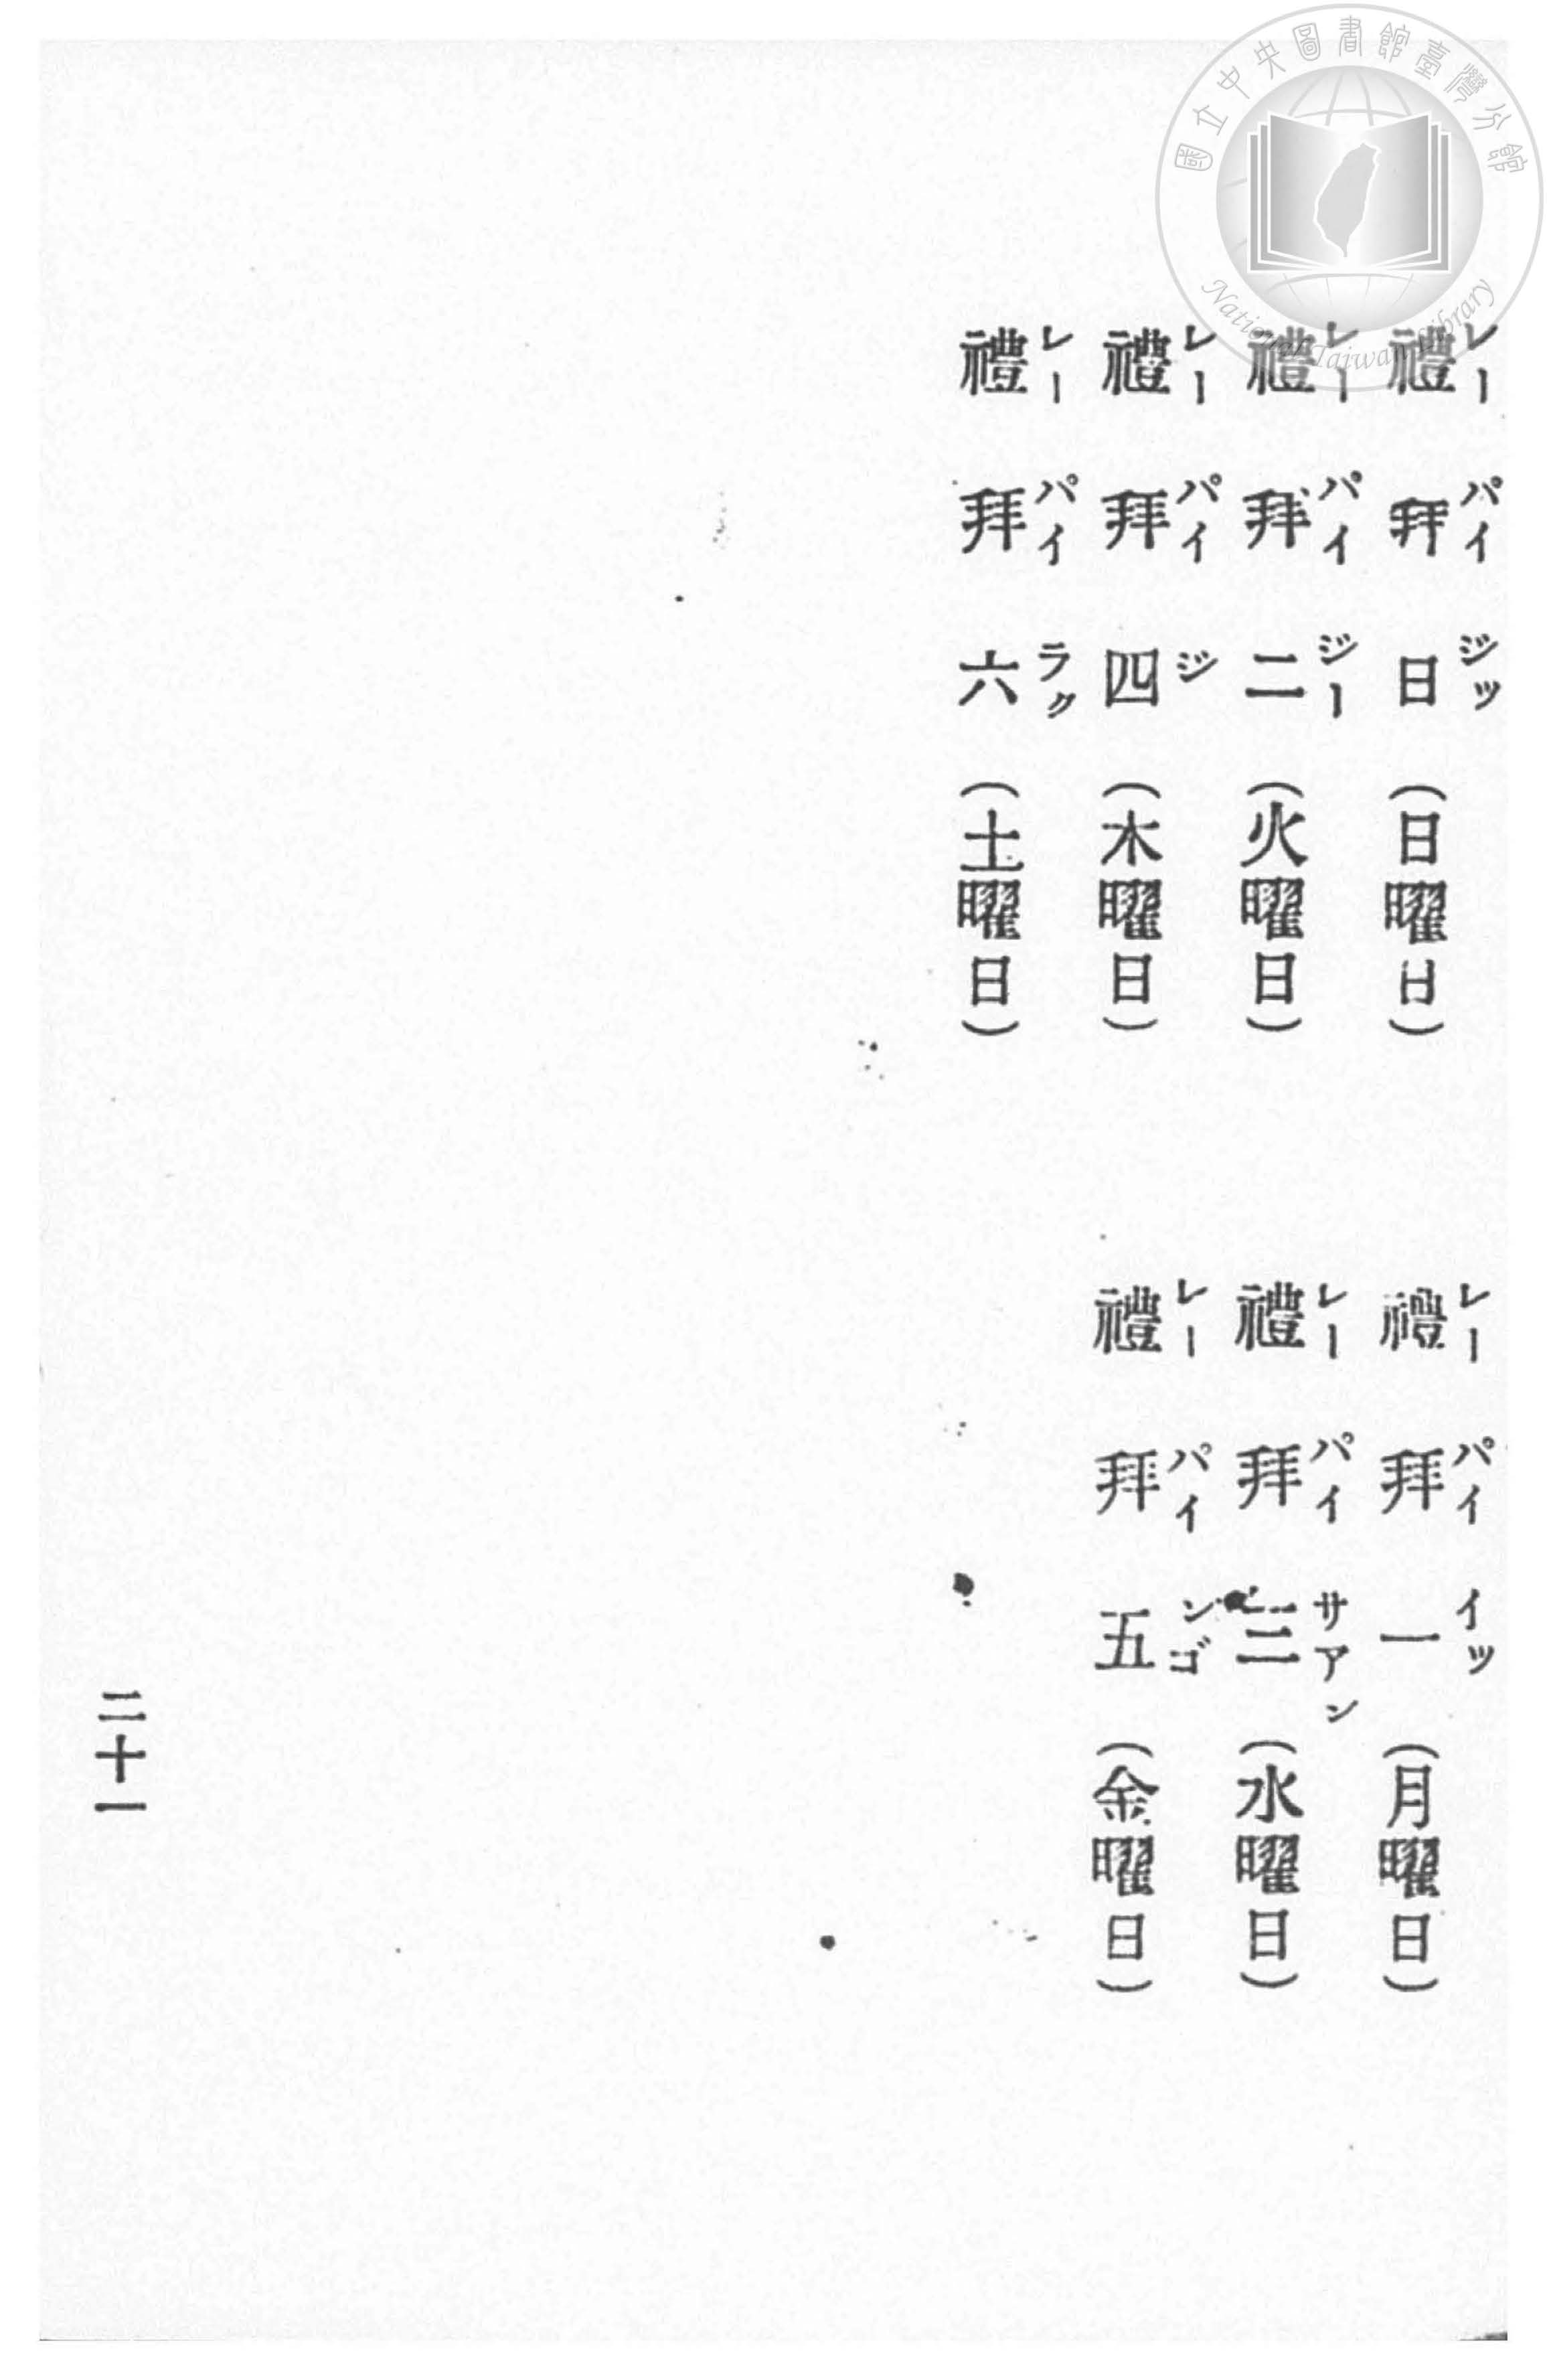 國立中央圖書館臺灣分館
National Taiwan Library
禮拜日(日曜日)
レーパイジッ
禮拜一(月曜日)
レーパイイッ
禮拜二(火曜日)
レーパイジー
禮拜三(水曜日)
レーパイサアン
禮拜四(木曜日)
レーパイジ
禮拜五(金曜日)
レーパインゴ
禮拜六(土曜日)
レーパイラク
二十一